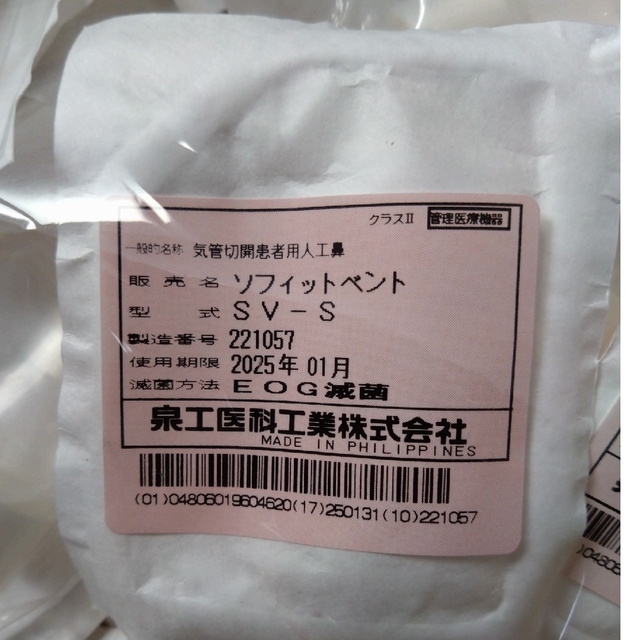 クラスII 管理医療機器
一般的名称 気管切開患者用人工鼻
販売名 ソフィットベント
型式 SV-S
製造番号 221057
使用期限 2025年01月
滅菌方法 EOG滅菌
泉工医科工業株式会社
MADE IN PHILIPPINES
(01)04806019604620(17)250131(10)221057